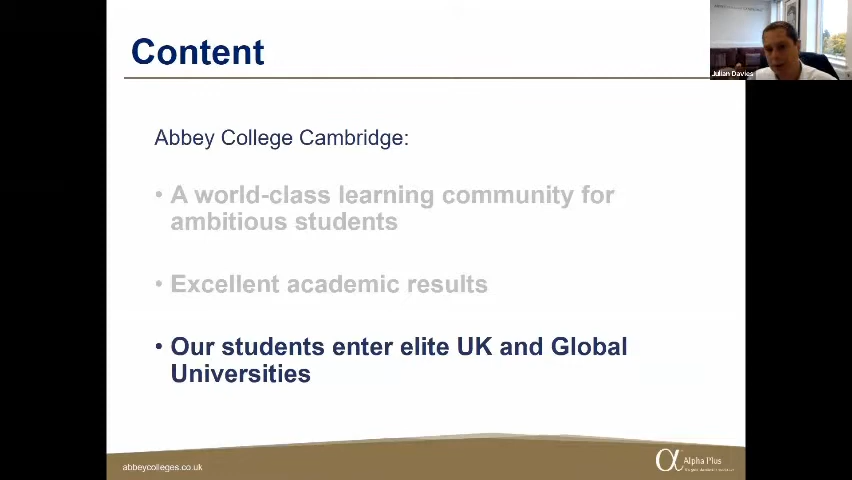 Content
Julian Davies
Abbey College Cambridge:
• A world-class learning community for
ambitious students
• Excellent academic results
• Our students enter elite UK and Global
Universities
abbeycolleges.co.uk
α Alpha Plus